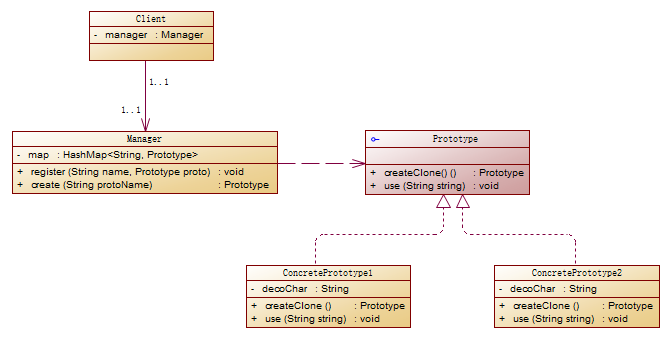 Client
- manager : Manager
1..1
1..1
Manager
- map : HashMap<String, Prototype>
+ register (String name, Prototype proto) : void
+ create (String protoName) : Prototype
Prototype
+ createClone() () : Prototype
+ use (String string) : void
ConcretePrototype1
- decoChar : String
+ createClone () : Prototype
+ use (String string) : void
ConcretePrototype2
- decoChar : String
+ createClone () : Prototype
+ use (String string) : void